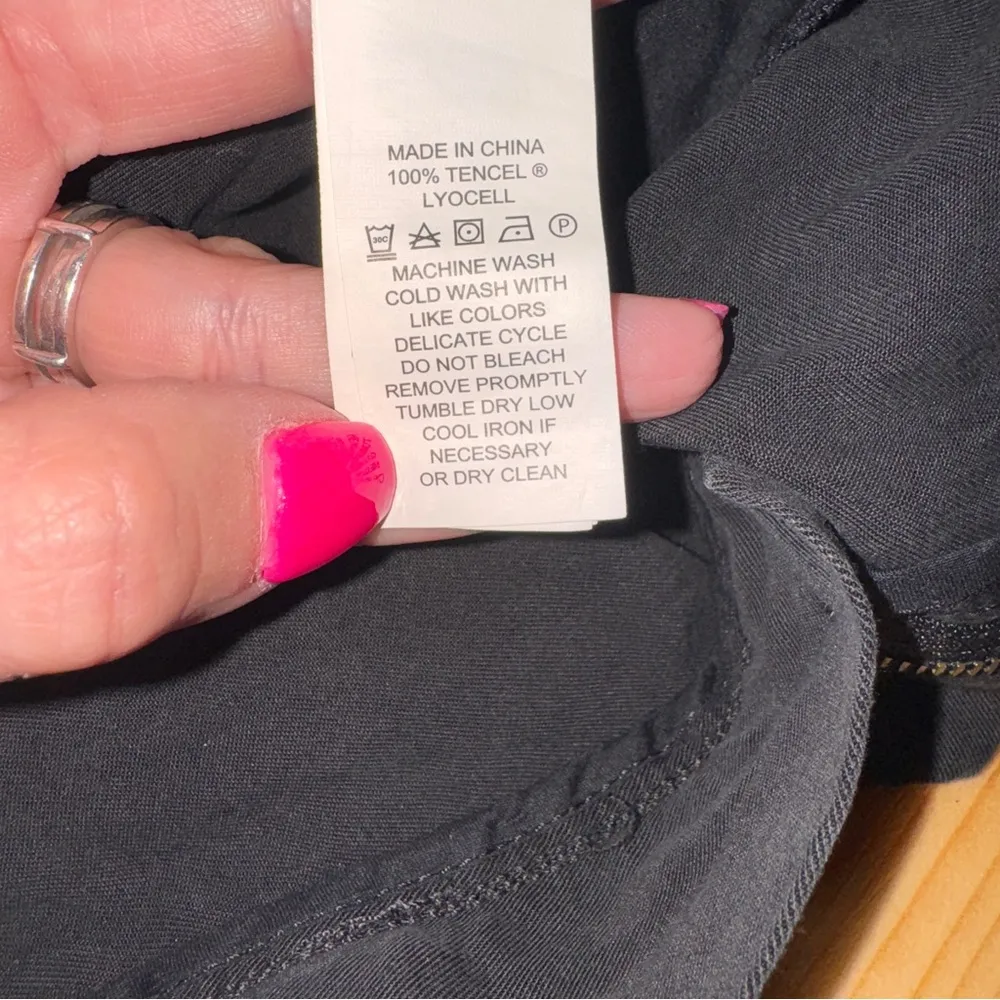 MADE IN CHINA
100% TENCEL ®
LYOCELL
30C P
MACHINE WASH
COLD WASH WITH
LIKE COLORS
DELICATE CYCLE
DO NOT BLEACH
REMOVE PROMPTLY
TUMBLE DRY LOW
COOL IRON IF
NECESSARY
OR DRY CLEAN